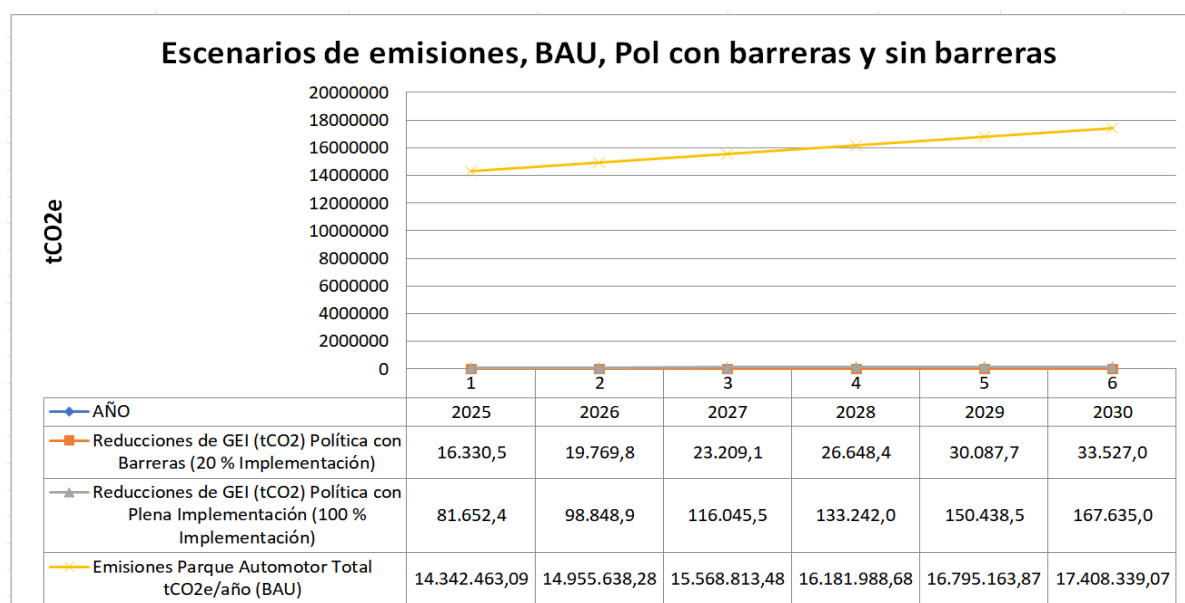 Escenarios de emisiones, BAU, Pol con barreras y sin barreras
tCO2e
20000000
18000000
16000000
14000000
12000000
10000000
8000000
6000000
4000000
2000000
0
1 2 3 4 5 6
AÑO 2025 2026 2027 2028 2029 2030
Reducciones de GEI (tCO2) Política con
Barreras (20 % Implementación)
16.330,5 19.769,8 23.209,1 26.648,4 30.087,7 33.527,0
Reducciones de GEI (tCO2) Política con
Plena Implementación (100 %
Implementación)
81.652,4 98.848,9 116.045,5 133.242,0 150.438,5 167.635,0
Emisiones Parque Automotor Total
tCO2e/año (BAU)
14.342.463,09 14.955.638,28 15.568.813,48 16.181.988,68 16.795.163,87 17.408.339,07